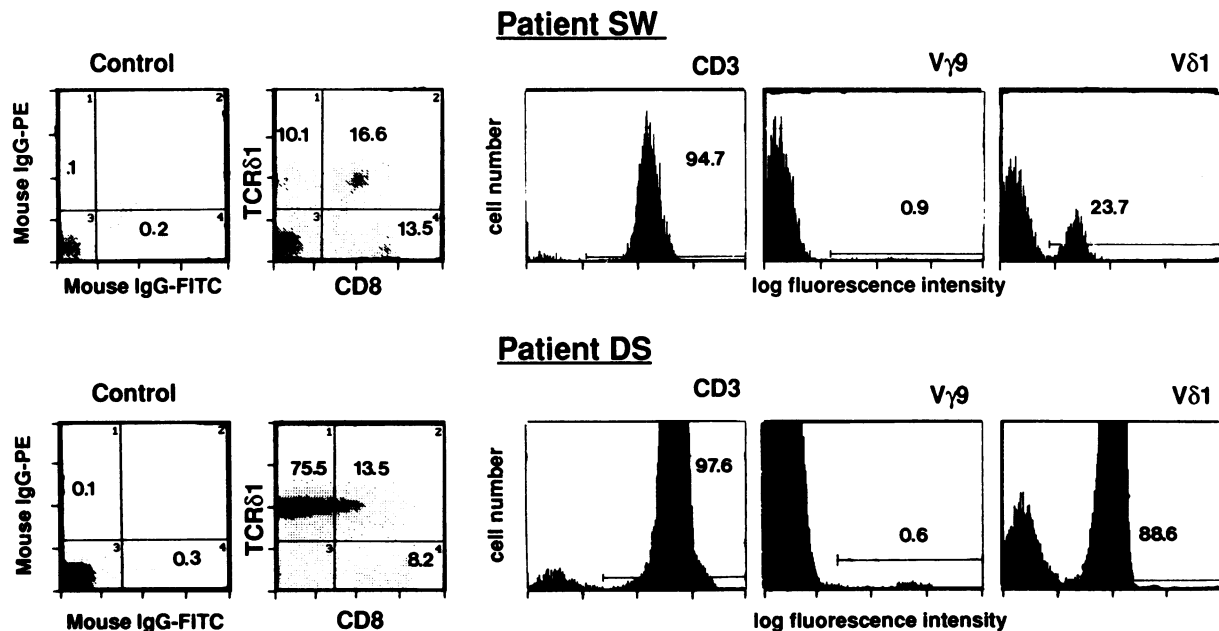 Patient SW
Control
CD3
Vγ9
Vδ1
Mouse IgG-PE
1
2
.1
3
4
0.2
Mouse IgG-FITC
TCRδ1
1
2
10.1
16.6
3
4
13.5
CD8
cell number
94.7
0.9
23.7
log fluorescence intensity
Patient DS
Control
CD3
Vγ9
Vδ1
Mouse IgG-PE
1
2
0.1
3
4
0.3
Mouse IgG-FITC
TCRδ1
1
2
75.5
13.5
3
4
8.2
CD8
cell number
97.6
0.6
88.6
log fluorescence intensity